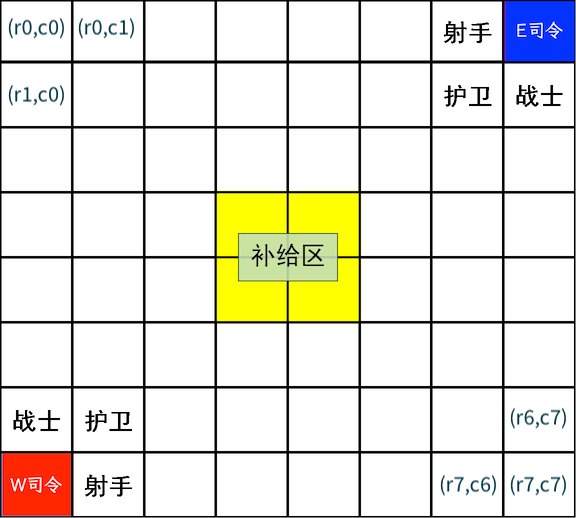 (r0,c0) (r0,c1) 射手 E司令
(r1,c0) 护卫 战士
补给区
战士 护卫 (r6,c7)
W司令 射手 (r7,c6) (r7,c7)